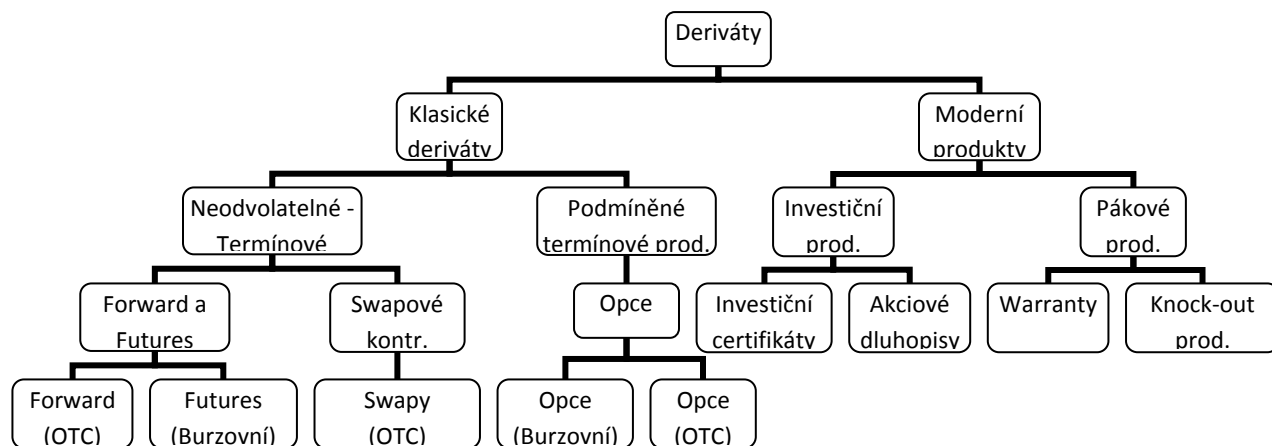 Deriváty
Klasické
deriváty
Moderní
produkty
Neodvolatelné -
Termínové
Podmíněné
termínové prod.
Investiční
prod.
Pákové
prod.
Forward a
Futures
Swapové
kontr.
Opce
Investiční
certifikáty
Akciové
dluhopisy
Warranty
Knock-out
prod.
Forward
(OTC)
Futures
(Burzovní)
Swapy
(OTC)
Opce
(Burzovní)
Opce
(OTC)